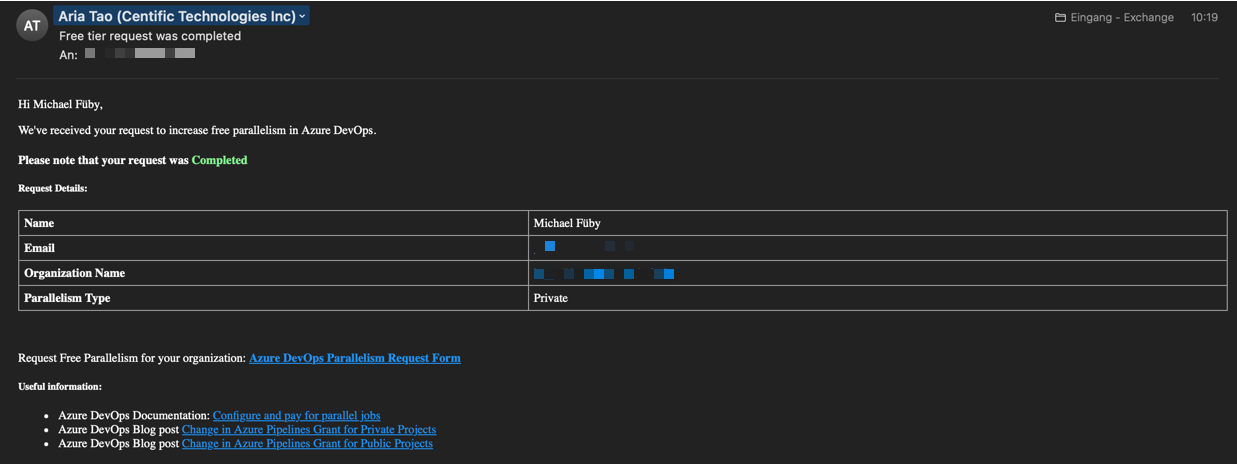 AT
Aria Tao (Centific Technologies Inc)
Eingang - Exchange 10:19
Free tier request was completed
An:
Hi Michael Füby,
We've received your request to increase free parallelism in Azure DevOps.
Please note that your request was Completed
Request Details:
Name Michael Füby
Email
Organization Name
Parallelism Type Private
Request Free Parallelism for your organization: Azure DevOps Parallelism Request Form
Useful information:
• Azure DevOps Documentation: Configure and pay for parallel jobs
• Azure DevOps Blog post Change in Azure Pipelines Grant for Private Projects
• Azure DevOps Blog post Change in Azure Pipelines Grant for Public Projects